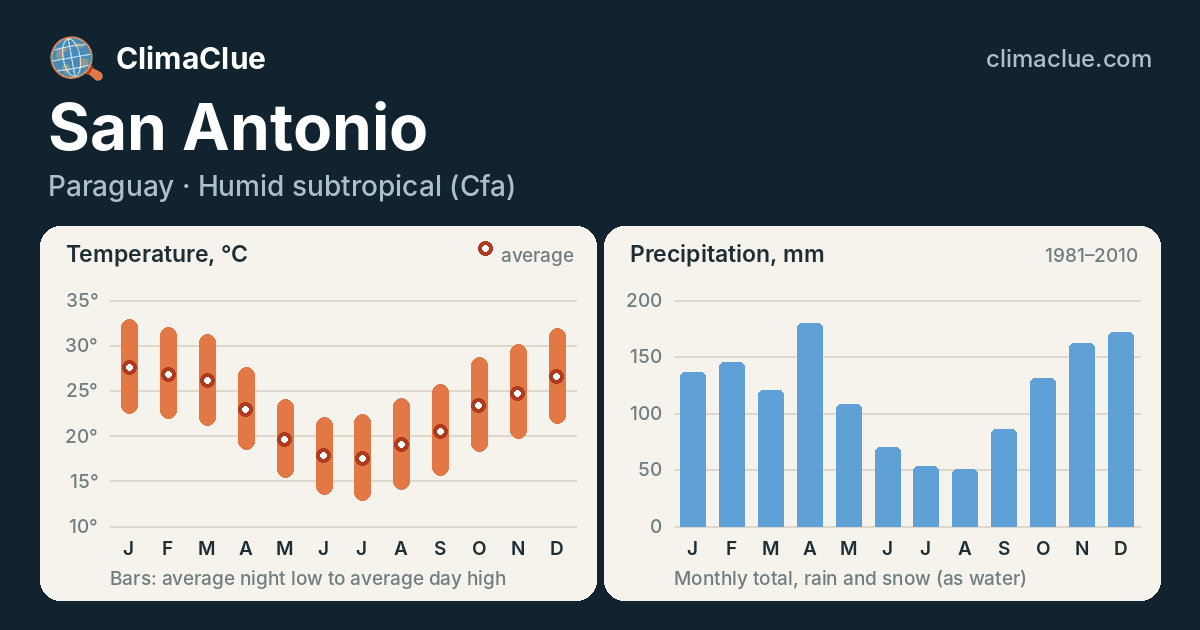 ClimaClue
climaclue.com
San Antonio
Paraguay · Humid subtropical (Cfa)
Temperature, °C
average
35°
30°
25°
20°
15°
10°
J F M A M J J A S O N D
Bars: average night low to average day high
Precipitation, mm
1981–2010
200
150
100
50
0
J F M A M J J A S O N D
Monthly total, rain and snow (as water)